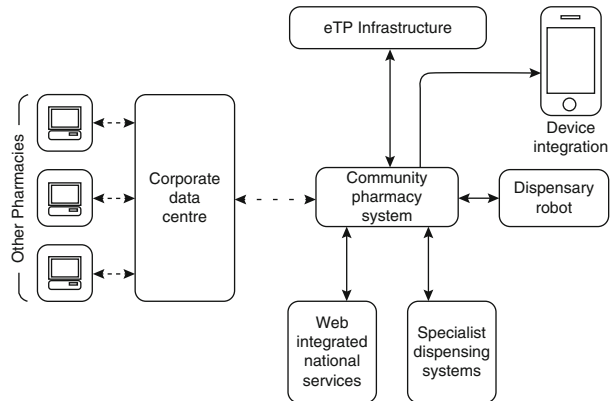 eTP Infrastructure
Device
integration
Other Pharmacies
Corporate
data
centre
Community
pharmacy
system
Dispensary
robot
Web
integrated
national
services
Specialist
dispensing
systems